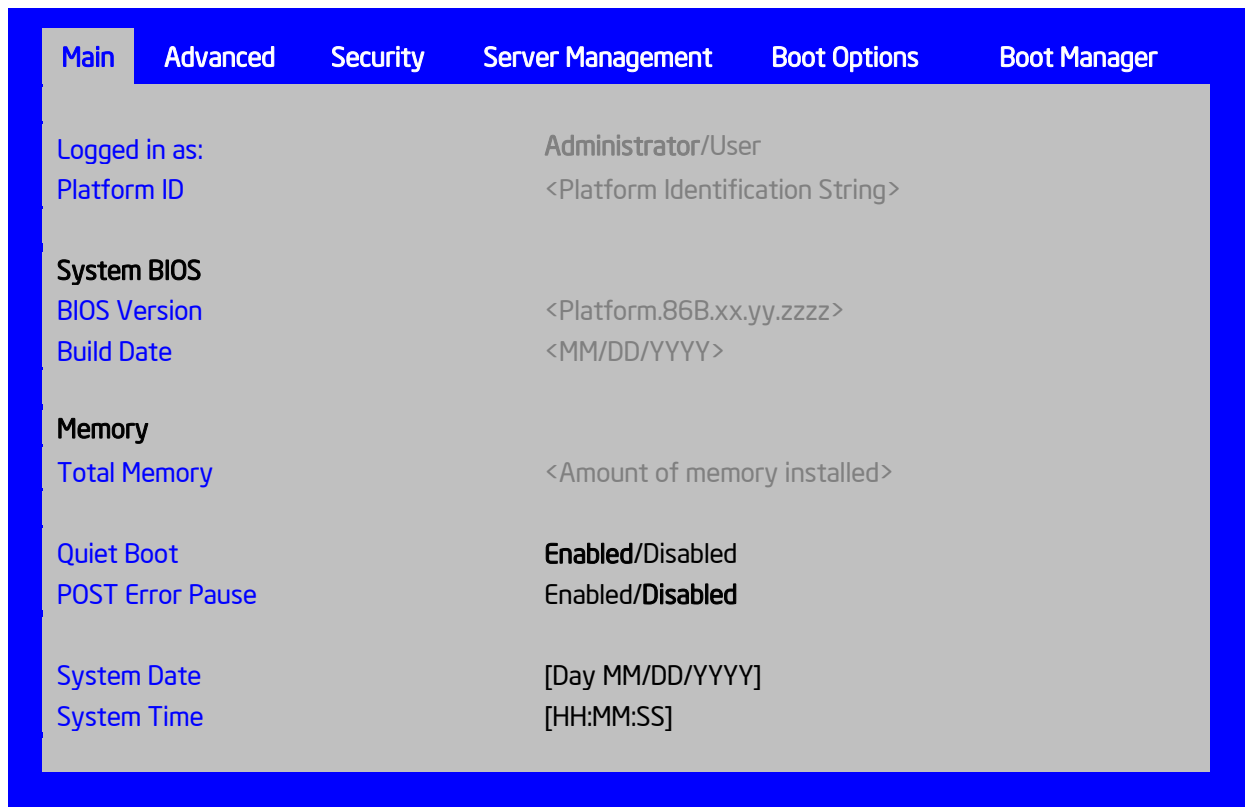 Main Advanced Security Server Management Boot Options Boot Manager
Logged in as: Administrator/User
Platform ID <Platform Identification String>
System BIOS
BIOS Version <Platform.86B.xx.yy.zzzz>
Build Date <MM/DD/YYYY>
Memory
Total Memory <Amount of memory installed>
Quiet Boot Enabled/Disabled
POST Error Pause Enabled/Disabled
System Date [Day MM/DD/YYYY]
System Time [HH:MM:SS]